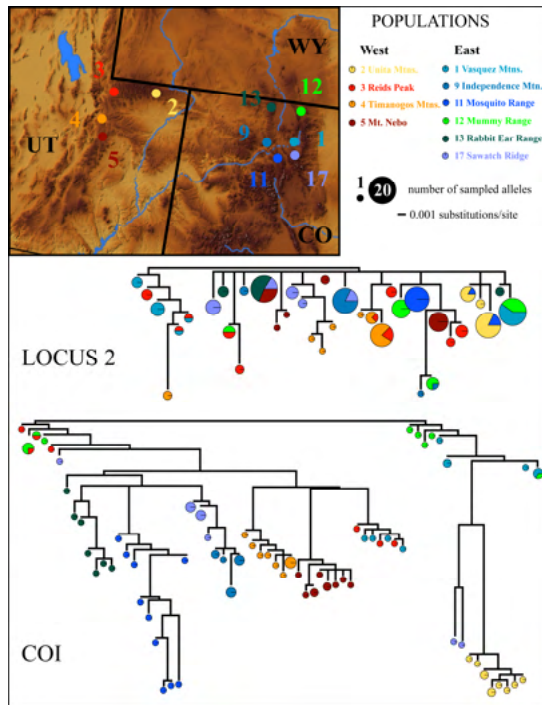 POPULATIONS
West
2 Unita Mtns.
3 Reids Peak
4 Timanogos Mtns.
5 Mt. Nebo
East
1 Vasquez Mtns.
9 Independence Mtn.
11 Mosquito Range
12 Mummy Range
13 Rabbit Ear Range
17 Sawatch Ridge
1 20 number of sampled alleles
0.001 substitutions/site
WY
3
2
13
12
4
UT
9
1
5
11
17
CO
LOCUS 2
COI